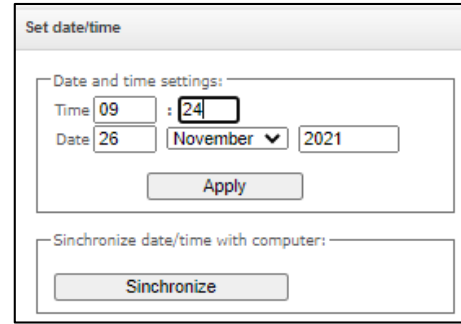 Set date/time
Date and time settings:
Time 09 : 24
Date 26 November 2021
Apply
Sinchronize date/time with computer:
Sinchronize